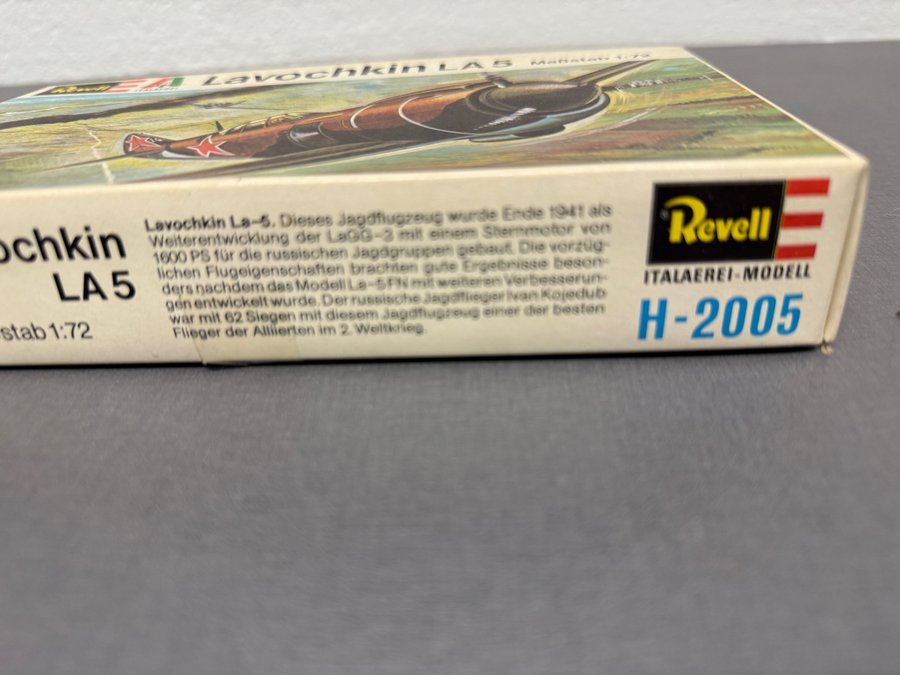 Revell
Lavochkin LA 5 Maßstab 1:72
ochkin
LA 5
stab 1:72
Lavochkin La-5. Dieses Jagdflugzeug wurde Ende 1941 als
Weiterentwicklung der LaGG-3 mit einem Sternmotor von
1600 PS für die russischen Jagdgruppen gebaut. Die vorzüg-
lichen Flugeigenschaften brachten gute Ergebnisse beson-
ders nachdem das Modell La-5FN mit weiteren Verbesserun-
gen entwickelt wurde. Der russische Jagdflieger Ivan Kojedub
war mit 62 Siegen mit diesem Jagdflugzeug einer der besten
Flieger der Alliierten im 2. Weltkrieg.
Revell
ITALAEREI-MODELL
H-2005